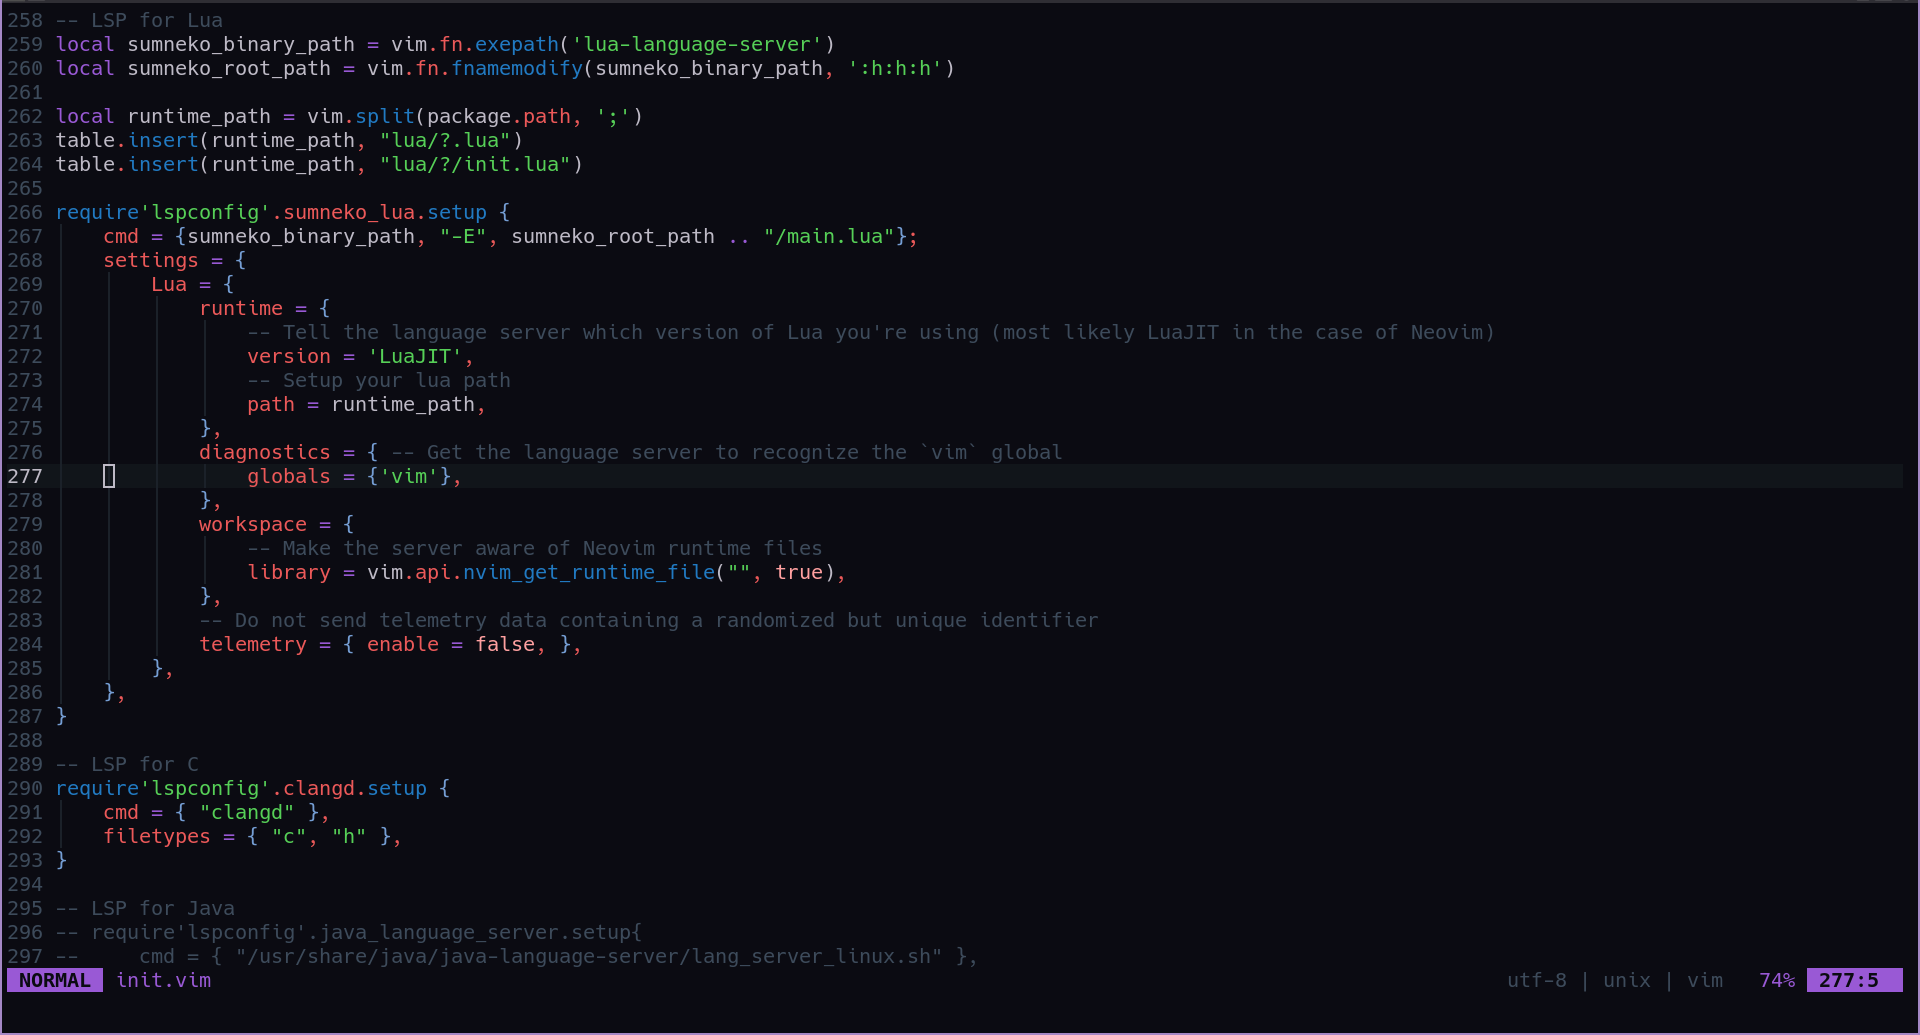 258 -- LSP for Lua
259 local sumneko_binary_path = vim.fn.exepath('lua-language-server')
260 local sumneko_root_path = vim.fn.fnamemodify(sumneko_binary_path, ':h:h:h')
261
262 local runtime_path = vim.split(package.path, ';')
263 table.insert(runtime_path, "lua/?.lua")
264 table.insert(runtime_path, "lua/?/init.lua")
265
266 require'lspconfig'.sumneko_lua.setup {
267     cmd = {sumneko_binary_path, "-E", sumneko_root_path .. "/main.lua"};
268     settings = {
269         Lua = {
270             runtime = {
271                 -- Tell the language server which version of Lua you're using (most likely LuaJIT in the case of Neovim)
272                 version = 'LuaJIT',
273                 -- Setup your lua path
274                 path = runtime_path,
275             },
276             diagnostics = { -- Get the language server to recognize the `vim` global
277                 globals = {'vim'},
278             },
279             workspace = {
280                 -- Make the server aware of Neovim runtime files
281                 library = vim.api.nvim_get_runtime_file("", true),
282             },
283             -- Do not send telemetry data containing a randomized but unique identifier
284             telemetry = { enable = false, },
285         },
286     },
287 }
288
289 -- LSP for C
290 require'lspconfig'.clangd.setup {
291     cmd = { "clangd" },
292     filetypes = { "c", "h" },
293 }
294
295 -- LSP for Java
296 -- require'lspconfig'.java_language_server.setup{
297 --     cmd = { "/usr/share/java/java-language-server/lang_server_linux.sh" },
NORMAL init.vim utf-8 | unix | vim 74% 277:5